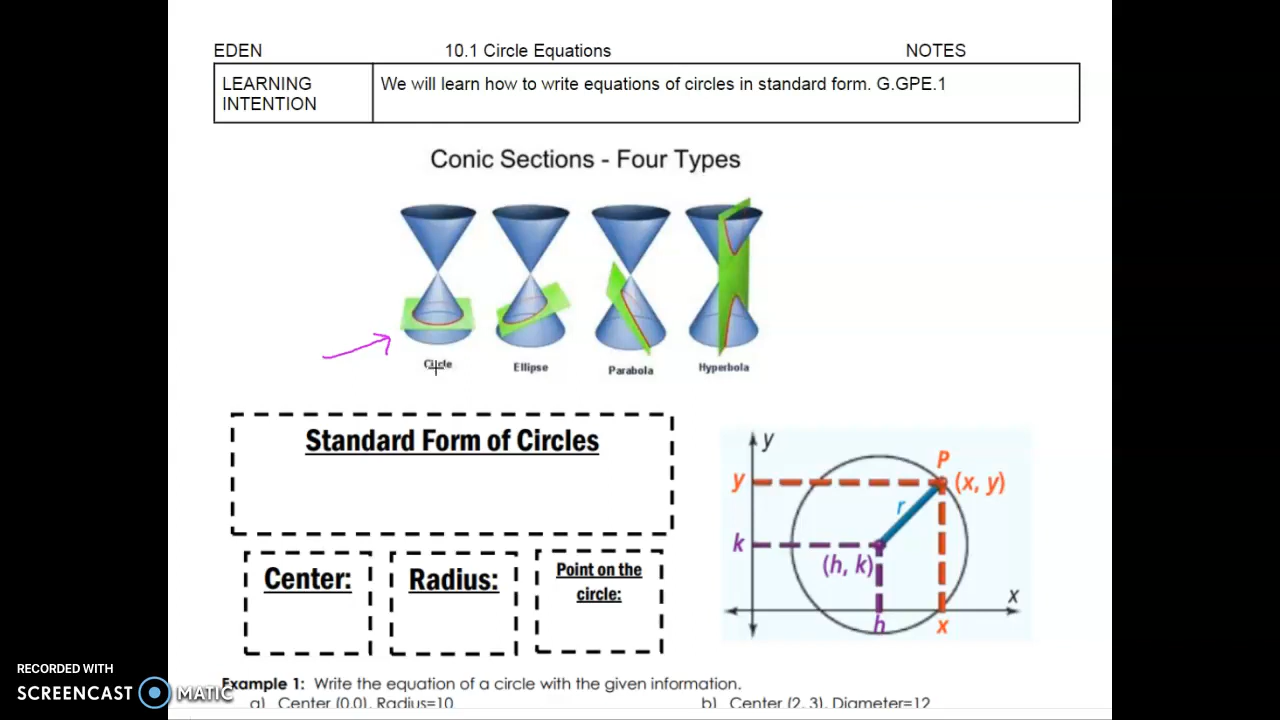 EDEN 10.1 Circle Equations NOTES
LEARNING INTENTION
We will learn how to write equations of circles in standard form. G.GPE.1
Conic Sections - Four Types
Circle Ellipse Parabola Hyperbola
Standard Form of Circles
Center:
Radius:
Point on the
circle:
y
P
y
(x, y)
r
k
(h, k)
x
h
x
Example 1: Write the equation of a circle with the given information.
a) Center (0,0), Radius=10 b) Center (2, 3), Diameter=12
RECORDED WITH
SCREENCAST MATIC